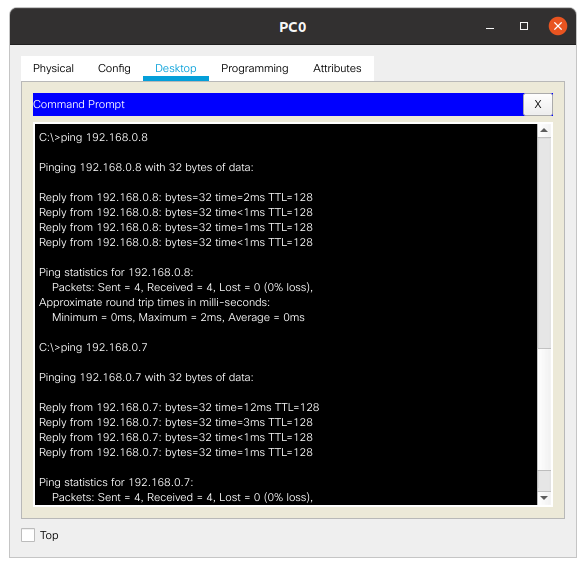 PC0
Physical Config Desktop Programming Attributes
Command Prompt X
C:\>ping 192.168.0.8
Pinging 192.168.0.8 with 32 bytes of data:
Reply from 192.168.0.8: bytes=32 time=2ms TTL=128
Reply from 192.168.0.8: bytes=32 time<1ms TTL=128
Reply from 192.168.0.8: bytes=32 time=1ms TTL=128
Reply from 192.168.0.8: bytes=32 time<1ms TTL=128
Ping statistics for 192.168.0.8:
Packets: Sent = 4, Received = 4, Lost = 0 (0% loss),
Approximate round trip times in milli-seconds:
Minimum = 0ms, Maximum = 2ms, Average = 0ms
C:\>ping 192.168.0.7
Pinging 192.168.0.7 with 32 bytes of data:
Reply from 192.168.0.7: bytes=32 time=12ms TTL=128
Reply from 192.168.0.7: bytes=32 time=3ms TTL=128
Reply from 192.168.0.7: bytes=32 time<1ms TTL=128
Reply from 192.168.0.7: bytes=32 time=1ms TTL=128
Ping statistics for 192.168.0.7:
Packets: Sent = 4, Received = 4, Lost = 0 (0% loss),
Top